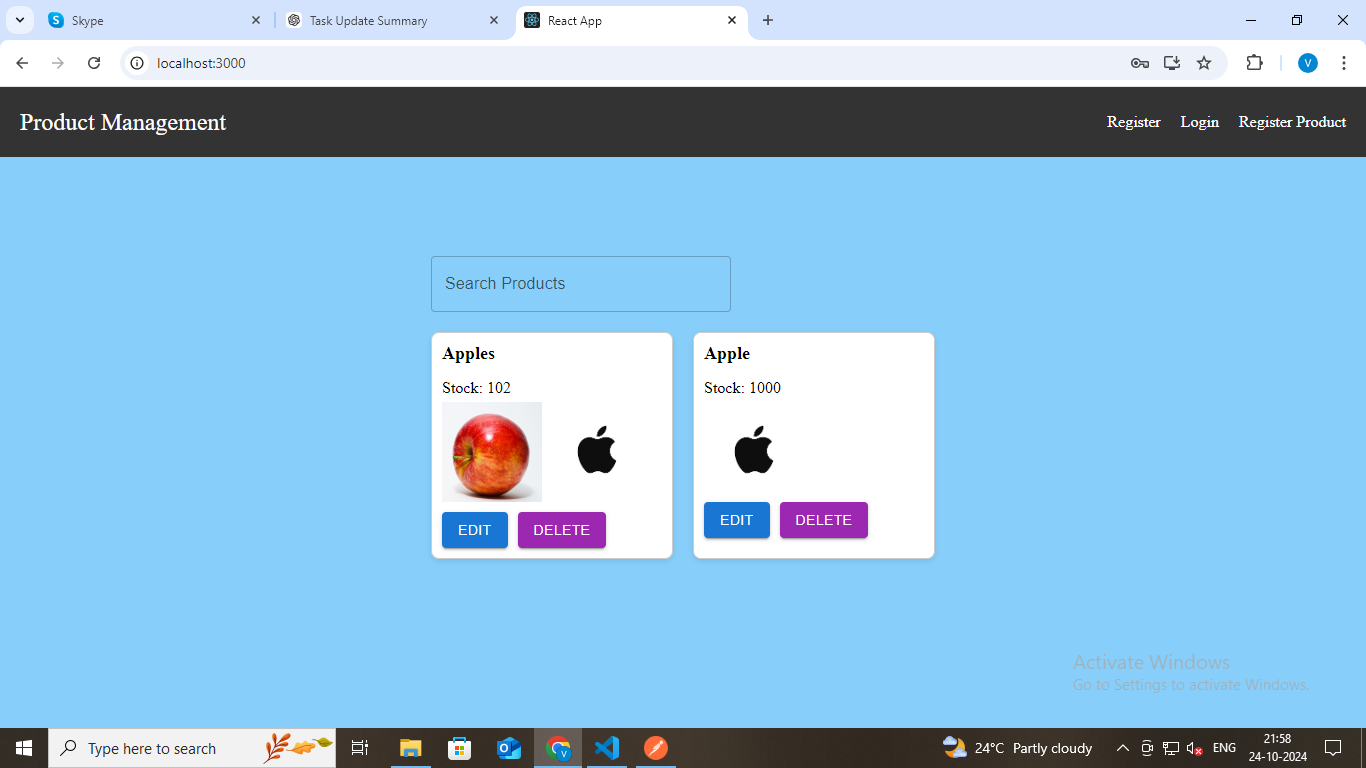 Skype
Task Update Summary
React App
localhost:3000
V
Product Management
Register
Login
Register Product
Search Products
Apples
Stock: 102
EDIT
DELETE
Apple
Stock: 1000
EDIT
DELETE
Activate Windows
Go to Settings to activate Windows.
Type here to search
V
24°C Partly cloudy
ENG
21:58
24-10-2024